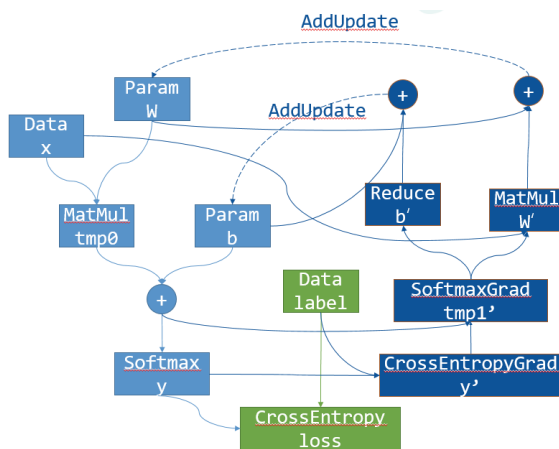 AddUpdate
Param
W
+
+
AddUpdate
Data
x
Reduce
b′
MatMul
W′
MatMul
tmp0
Param
b
Data
label
SoftmaxGrad
tmp1’
+
Softmax
y
CrossEntropyGrad
y’
CrossEntropy
loss